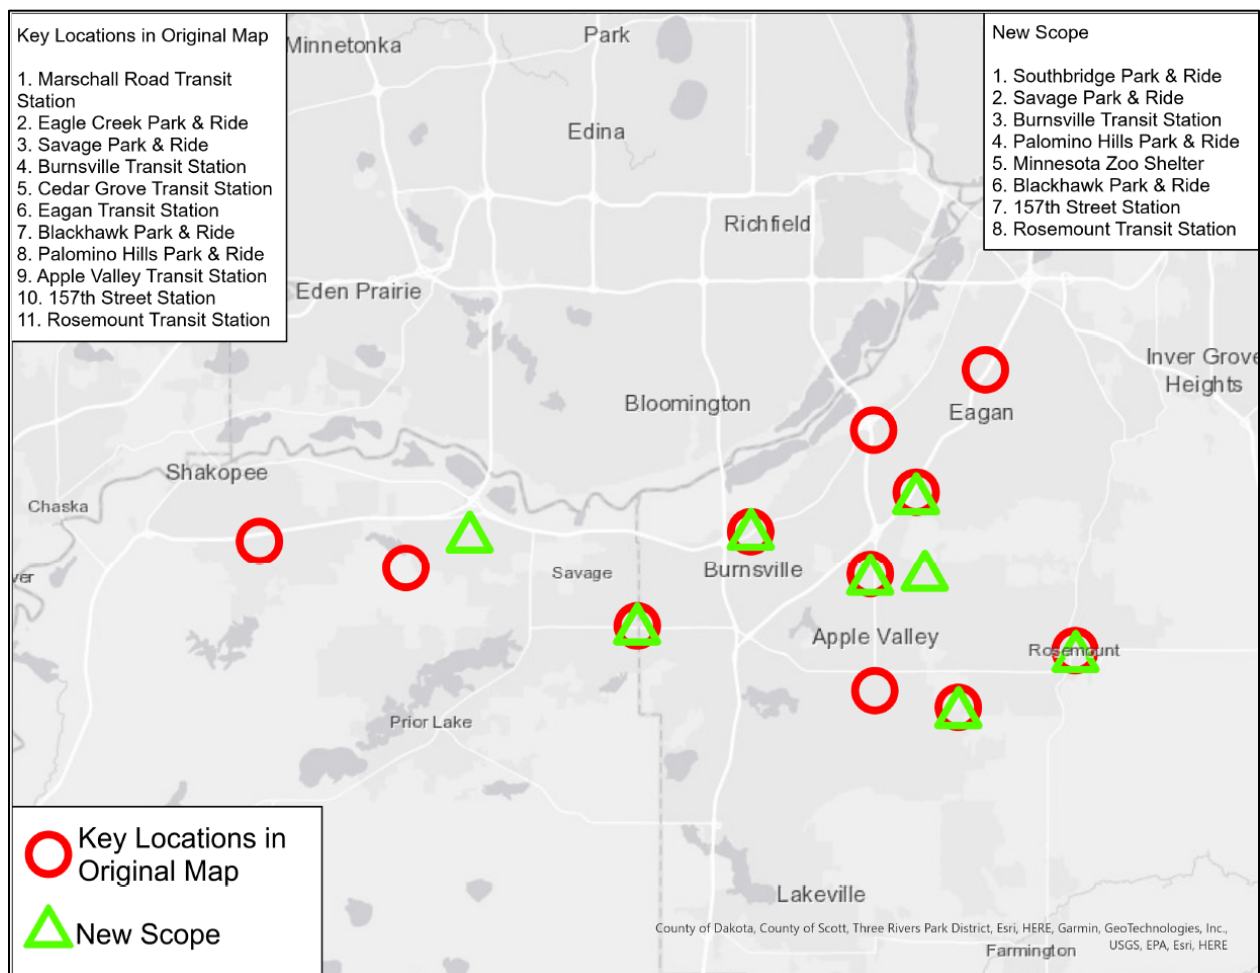 Key Locations in Original Map
1. Marschall Road Transit
Station
2. Eagle Creek Park & Ride
3. Savage Park & Ride
4. Burnsville Transit Station
5. Cedar Grove Transit Station
6. Eagan Transit Station
7. Blackhawk Park & Ride
8. Palomino Hills Park & Ride
9. Apple Valley Transit Station
10. 157th Street Station
11. Rosemount Transit Station
New Scope
1. Southbridge Park & Ride
2. Savage Park & Ride
3. Burnsville Transit Station
4. Palomino Hills Park & Ride
5. Minnesota Zoo Shelter
6. Blackhawk Park & Ride
7. 157th Street Station
8. Rosemount Transit Station
Minnetonka
Park
Edina
Richfield
Eden Prairie
Inver Grove
Heights
Bloomington
Eagan
Shakopee
Chaska
ver
Savage
Burnsville
Apple Valley
Rosemount
Prior Lake
Lakeville
Farmington
Key Locations in
Original Map
New Scope
County of Dakota, County of Scott, Three Rivers Park District, Esri, HERE, Garmin, GeoTechnologies, Inc.,
USGS, EPA, Esri, HERE